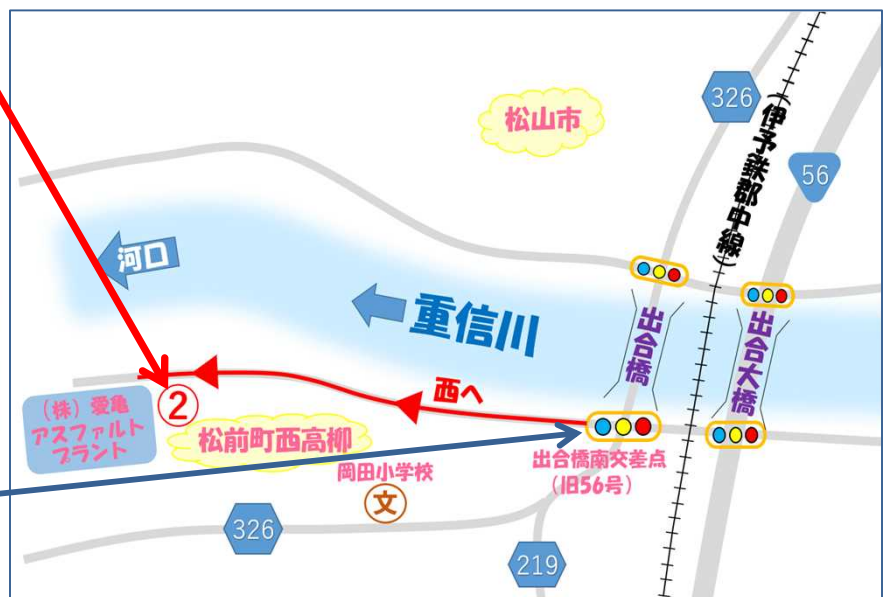 松山市
326
(伊予鉄郡中線)
56
河口
重信川
出合橋
出合大橋
西へ
②
(株)愛亀
アスファルト
プラント
松前町西高柳
岡田小学校
文
出合橋南交差点
(旧56号)
326
219